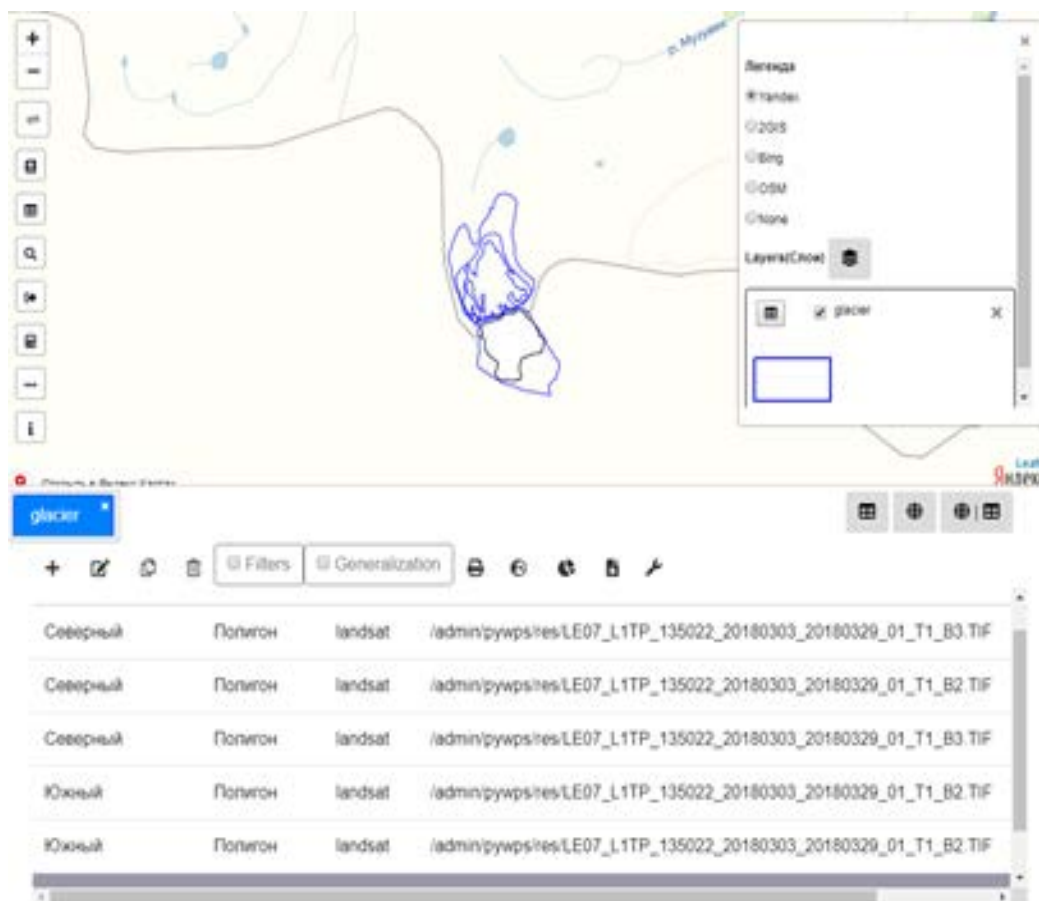 р. Мугувек
Легенда
Yandex
2GIS
Bing
OSM
None
Layers(Слои)
glacier
Leaf
Яндекс
glacier
Filters
Generalization
Северный Полигон landsat /admin/pywps/res/LE07_L1TP_135022_20180303_20180329_01_T1_B3.TIF
Северный Полигон landsat /admin/pywps/res/LE07_L1TP_135022_20180303_20180329_01_T1_B2.TIF
Северный Полигон landsat /admin/pywps/res/LE07_L1TP_135022_20180303_20180329_01_T1_B3.TIF
Южный Полигон landsat /admin/pywps/res/LE07_L1TP_135022_20180303_20180329_01_T1_B2.TIF
Южный Полигон landsat /admin/pywps/res/LE07_L1TP_135022_20180303_20180329_01_T1_B2.TIF